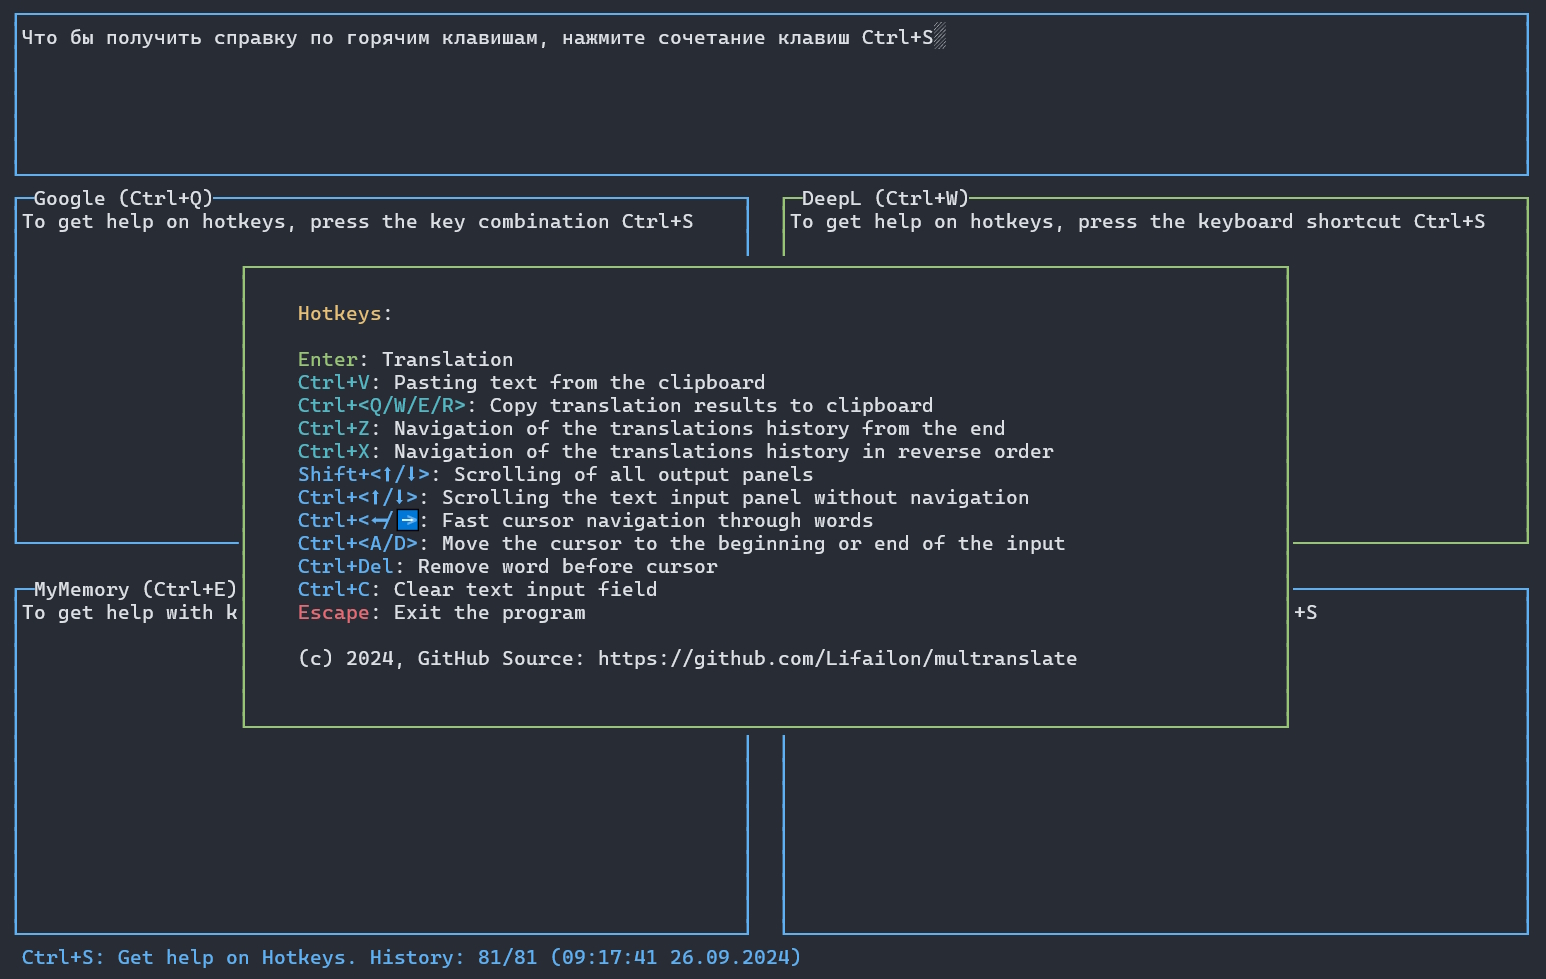 Что бы получить справку по горячим клавишам, нажмите сочетание клавиш Ctrl+S
Google (Ctrl+Q)
To get help on hotkeys, press the key combination Ctrl+S
DeepL (Ctrl+W)
To get help on hotkeys, press the keyboard shortcut Ctrl+S
Hotkeys:
Enter: Translation
Ctrl+V: Pasting text from the clipboard
Ctrl+<Q/W/E/R>: Copy translation results to clipboard
Ctrl+Z: Navigation of the translations history from the end
Ctrl+X: Navigation of the translations history in reverse order
Shift+<⬆/⬇>: Scrolling of all output panels
Ctrl+<⬆/⬇>: Scrolling the text input panel without navigation
Ctrl+<⬅/➡: Fast cursor navigation through words
Ctrl+<A/D>: Move the cursor to the beginning or end of the input
Ctrl+Del: Remove word before cursor
Ctrl+C: Clear text input field
Escape: Exit the program
(c) 2024, GitHub Source: https://github.com/Lifailon/multranslate
MyMemory (Ctrl+E)
To get help with k
+S
Ctrl+S: Get help on Hotkeys. History: 81/81 (09:17:41 26.09.2024)